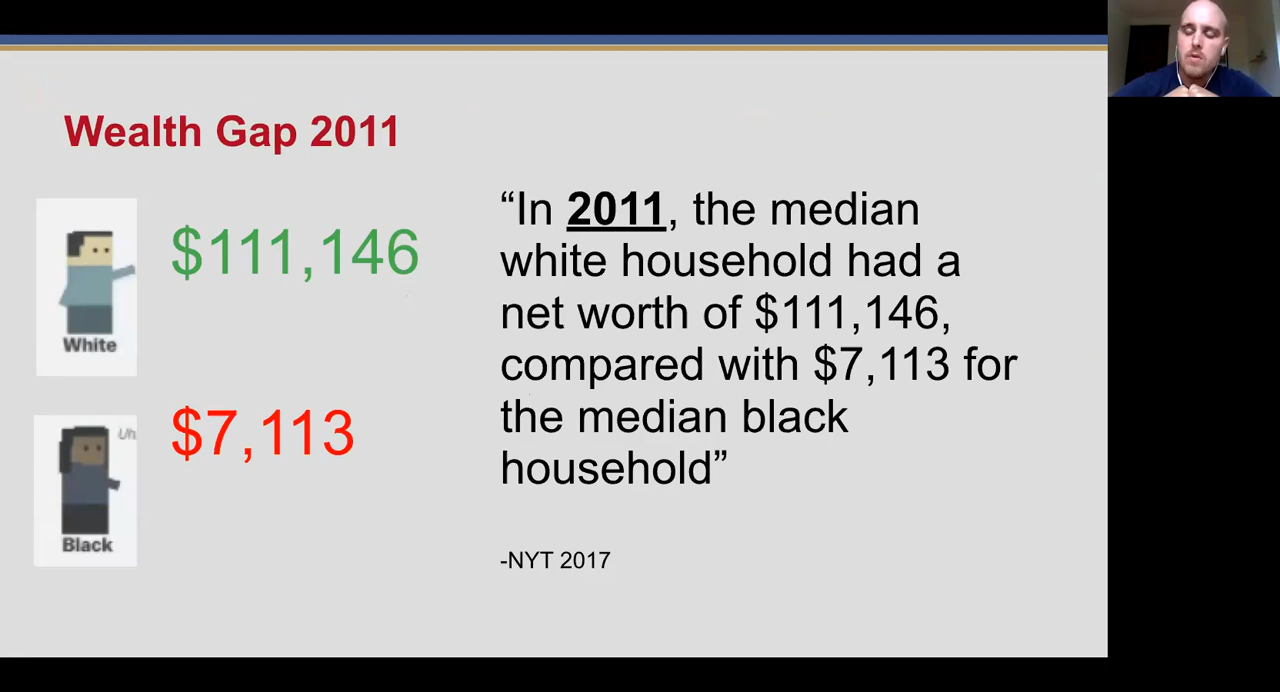 Wealth Gap 2011
$111,146
White
$7,113
Uh
Black
“In 2011, the median
white household had a
net worth of $111,146,
compared with $7,113 for
the median black
household”
-NYT 2017